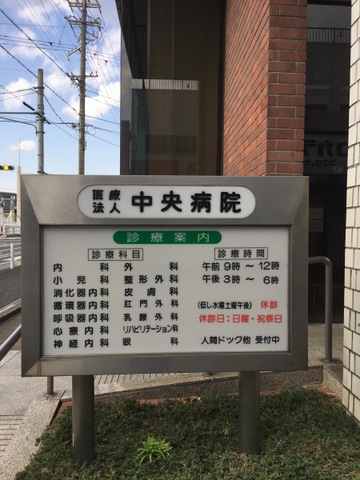 医療法人 中央病院
診療案内
診療科目
診療時間
内科 外科
小児科 整形外科
消化器内科 皮膚科
循環器内科 肛門外科
呼吸器内科 乳腺外科
心療内科 リハビリテーション科
神経内科 眼科
午前9時～12時
午後3時～6時
(但し水曜土曜午後) 休診
休診日:日曜・祝祭日
人間ドック他 受付中